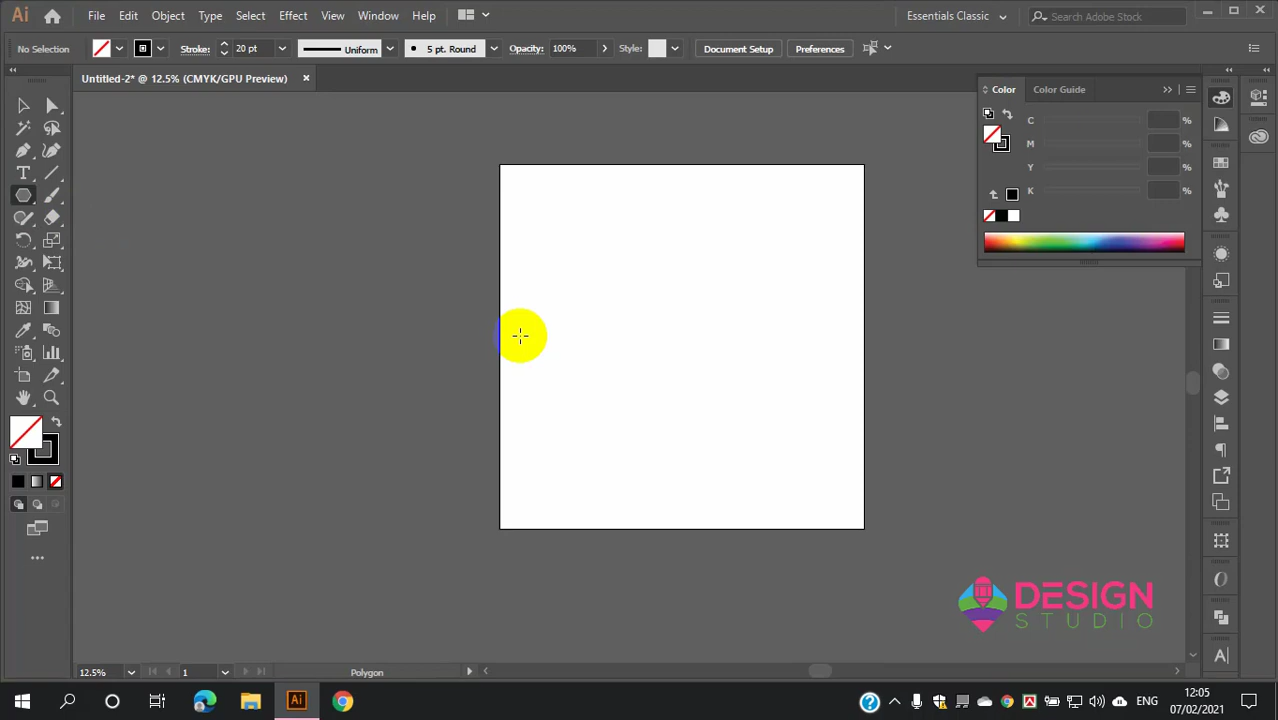 Ai File Edit Object Type Select Effect View Window Help Essentials Classic Search Adobe Stock
No Selection Stroke: 20 pt Uniform 5 pt. Round Opacity: 100% Style: Document Setup Preferences
Untitled-2* @ 12.5% (CMYK/GPU Preview)
Color Color Guide
C %
M %
Y %
K %
DESIGN
STUDIO
12.5% 1 Polygon
Ai ENG 12:05
07/02/2021